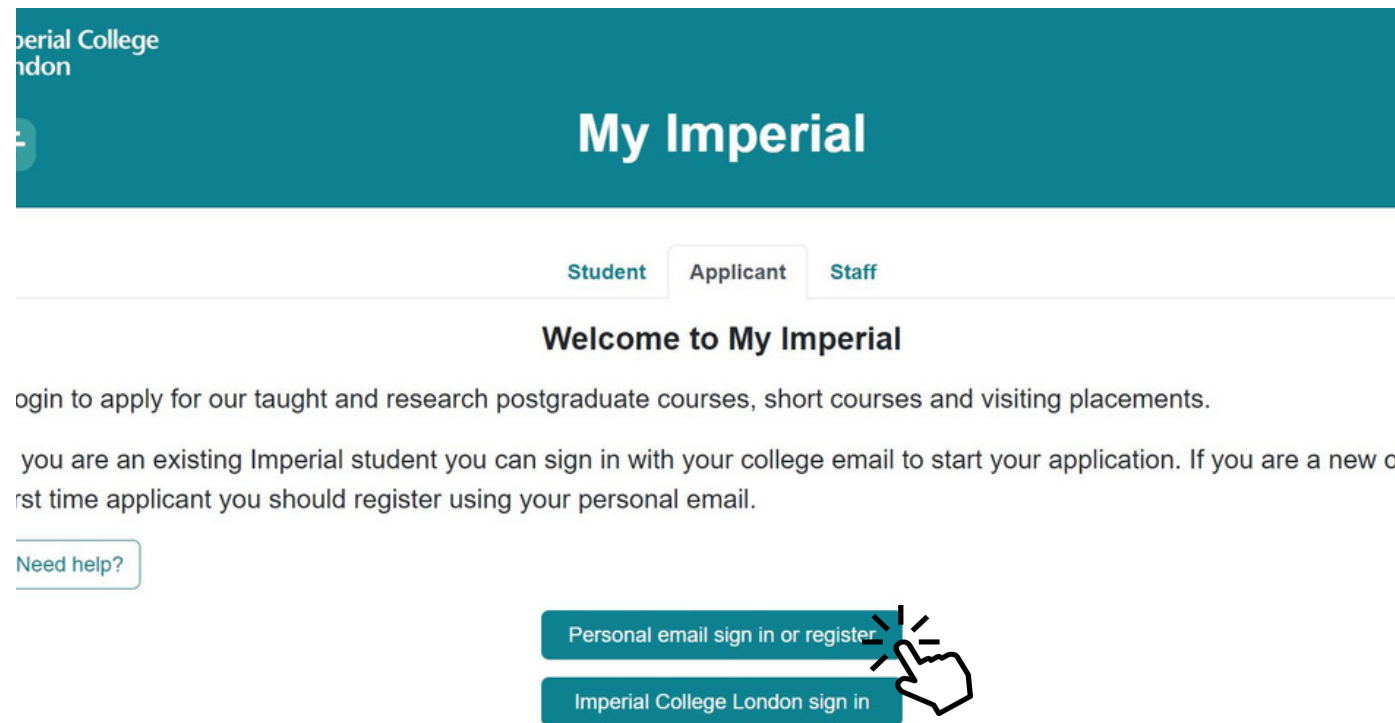 perial College
ndon
My Imperial
Student Applicant Staff
Welcome to My Imperial
ogin to apply for our taught and research postgraduate courses, short courses and visiting placements.
you are an existing Imperial student you can sign in with your college email to start your application. If you are a new o
rst time applicant you should register using your personal email.
Need help?
Personal email sign in or register
Imperial College London sign in